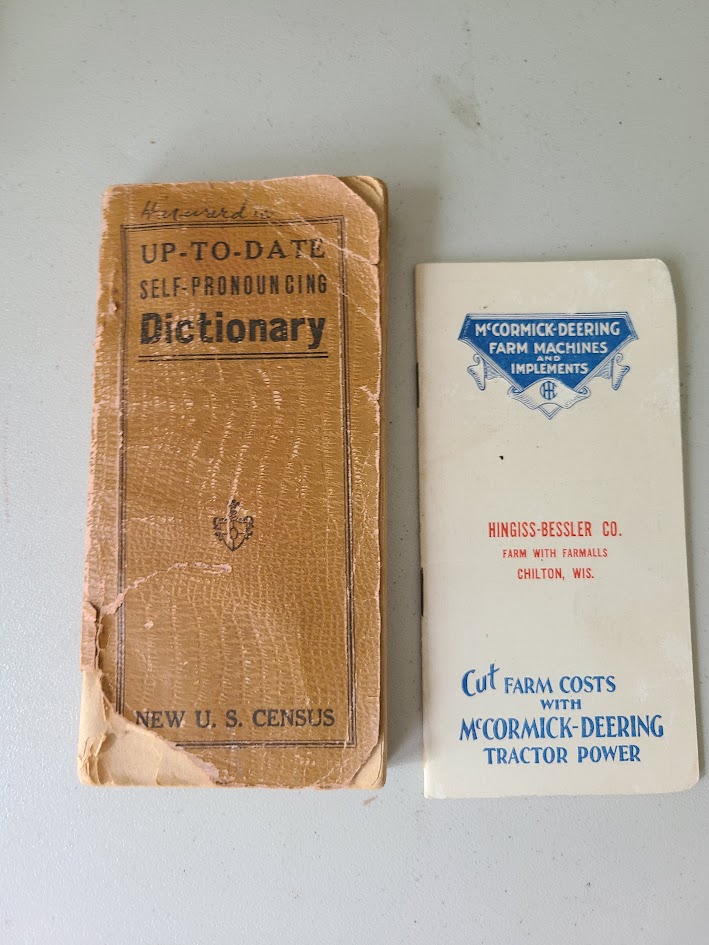 UP-TO-DATE
SELF-PRONOUNCING
Dictionary
NEW U. S. CENSUS
McCORMICK-DEERING
FARM MACHINES
AND
IMPLEMENTS
IHC
HINGISS-BESSLER CO.
FARM WITH FARMALLS
CHILTON, WIS.
Cut FARM COSTS
WITH
McCORMICK-DEERING
TRACTOR POWER